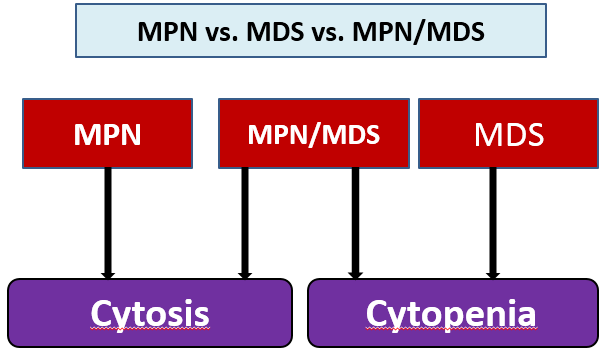 MPN vs. MDS vs. MPN/MDS
MPN
MPN/MDS
MDS
Cytosis
Cytopenia